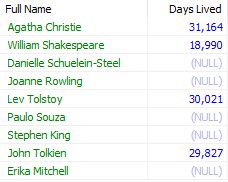 Full Name Days Lived
Agatha Christie 31,164
William Shakespeare 18,990
Danielle Schuelein-Steel (NULL)
Joanne Rowling (NULL)
Lev Tolstoy 30,021
Paulo Souza (NULL)
Stephen King (NULL)
John Tolkien 29,827
Erika Mitchell (NULL)